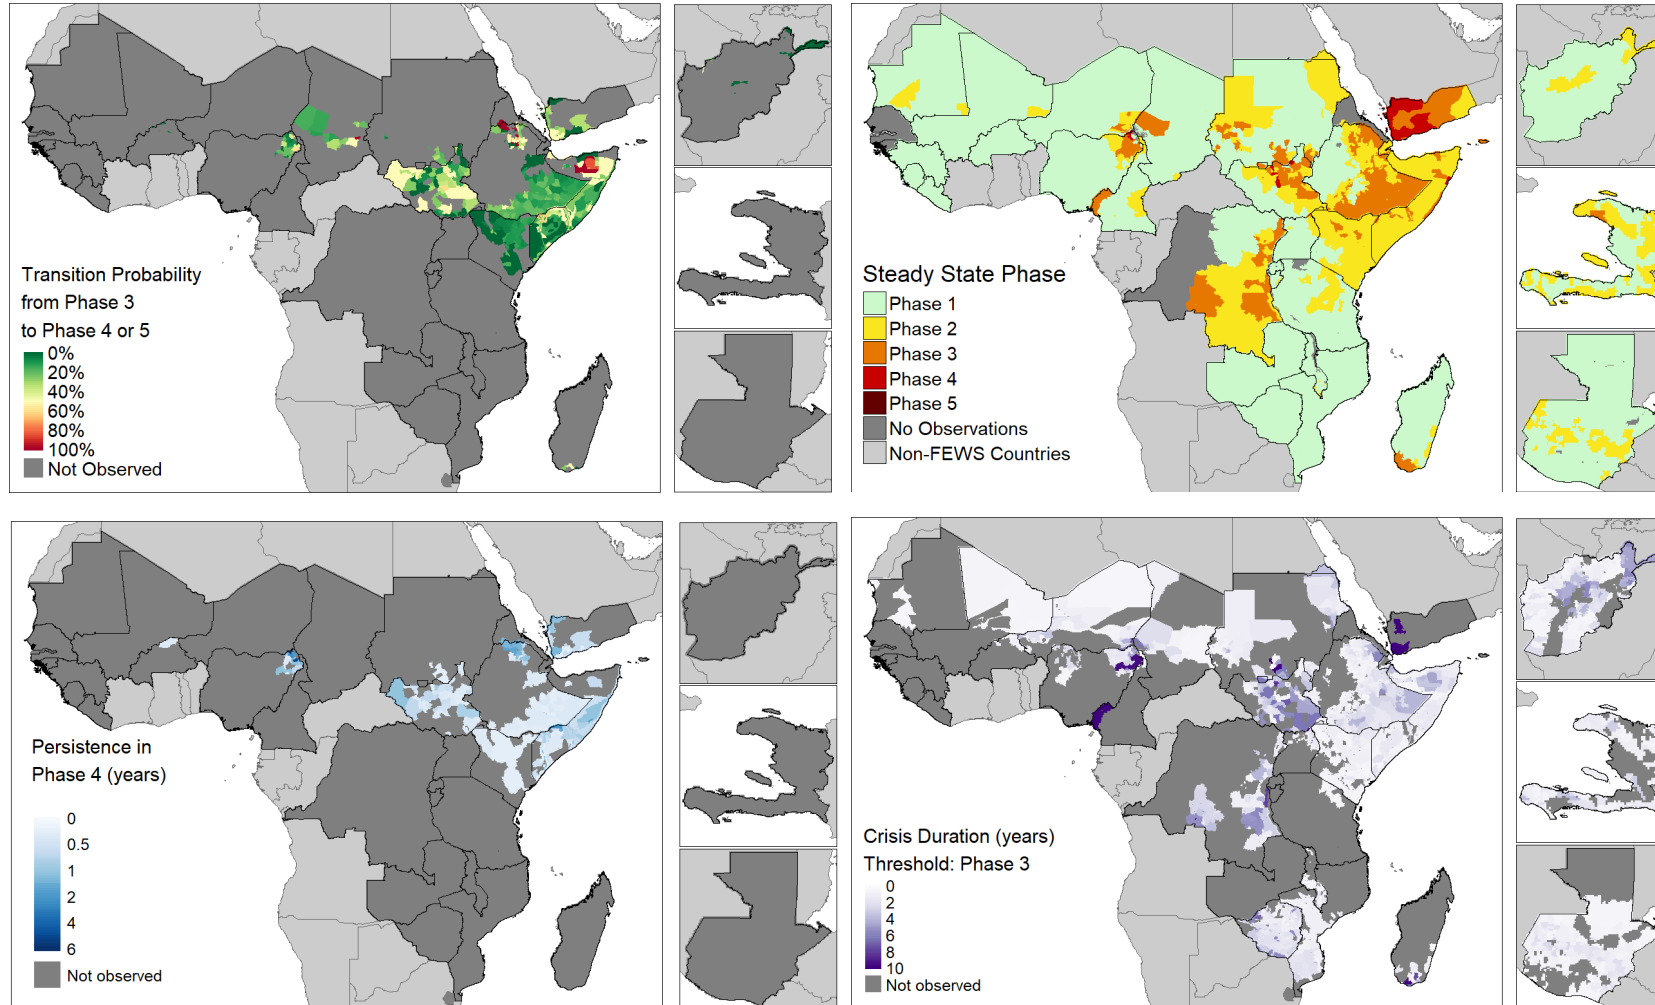 Transition Probability
from Phase 3
to Phase 4 or 5
0%
20%
40%
60%
80%
100%
Not Observed
Steady State Phase
Phase 1
Phase 2
Phase 3
Phase 4
Phase 5
No Observations
Non-FEWS Countries
Persistence in
Phase 4 (years)
0
0.5
1
2
4
6
Not observed
Crisis Duration (years)
Threshold: Phase 3
0
2
4
6
8
10
Not observed